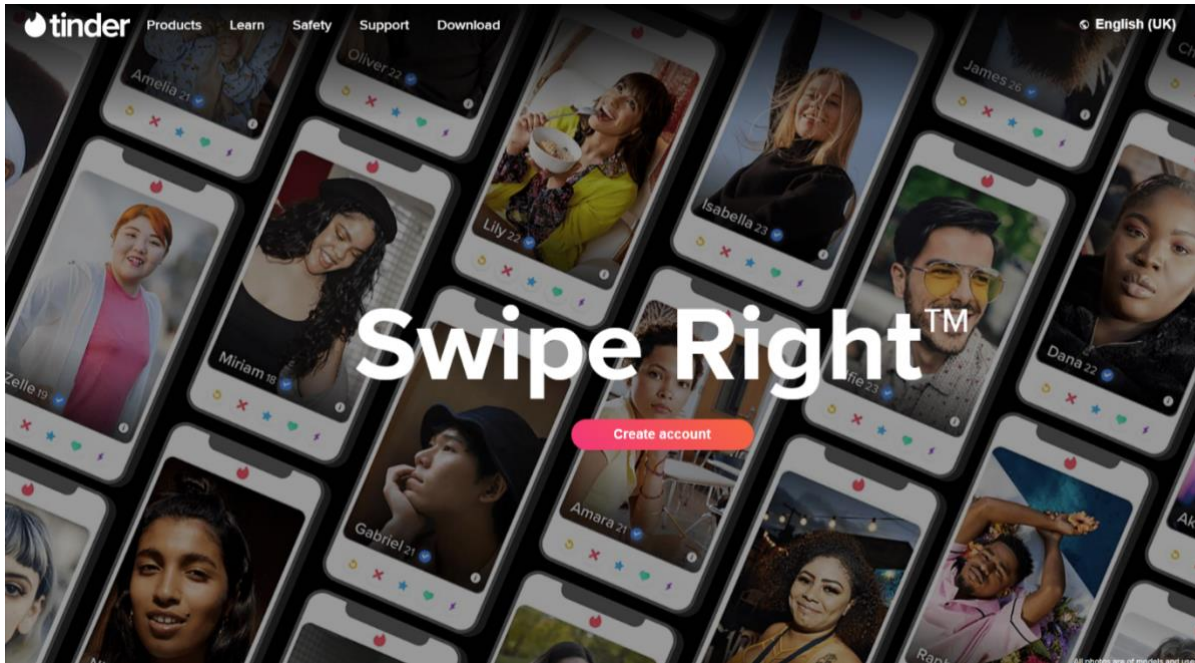 tinder Products Learn Safety Support Download English (UK)
Amelia 21
Oliver 22
James 26
Lily 22
Isabella 23
Zelle 19
Miriam 18
Swipe Right™
fie 23
Dana 22
Create account
Gabriel 21
Amara 21
All photos are of models and use